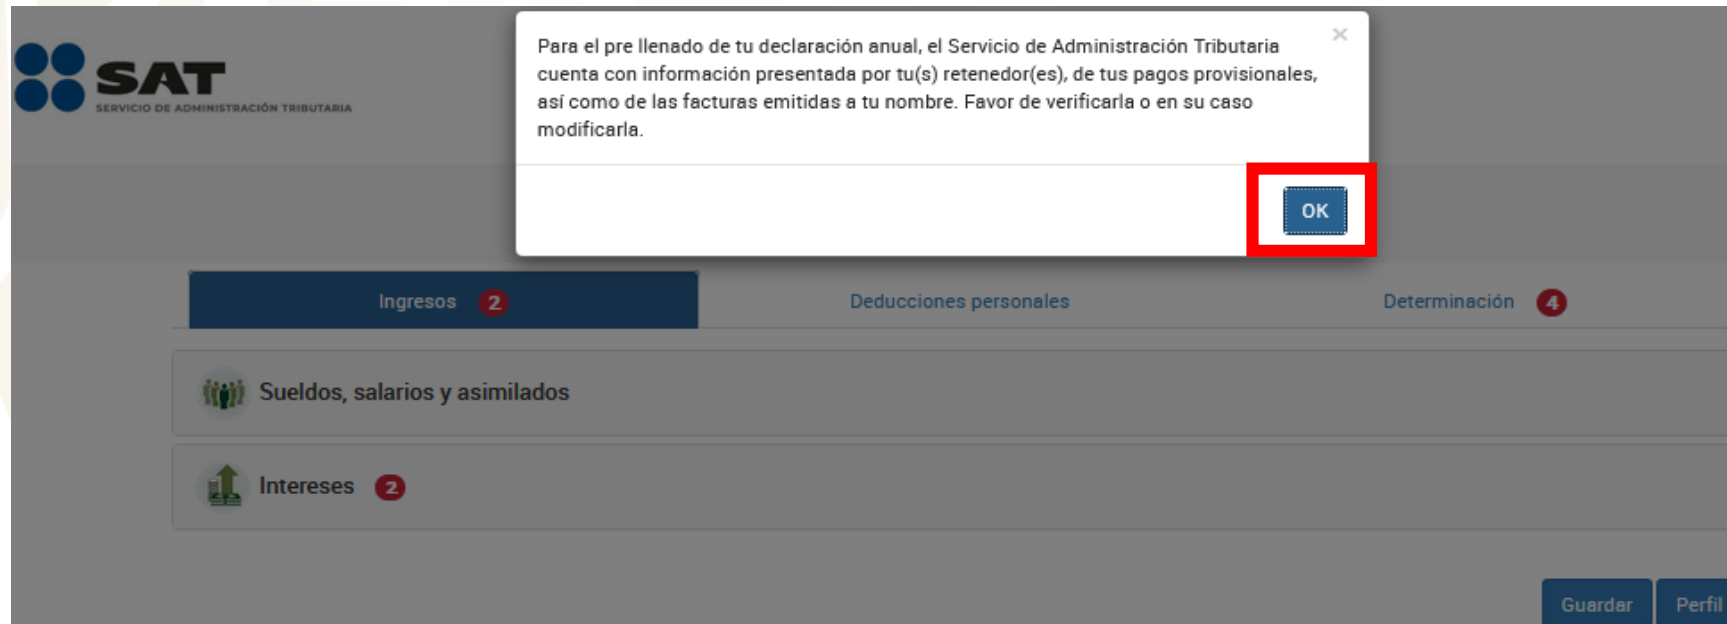 SAT
SERVICIO DE ADMINISTRACIÓN TRIBUTARIA
Para el pre llenado de tu declaración anual, el Servicio de Administración Tributaria
cuenta con información presentada por tu(s) retenedor(es), de tus pagos provisionales,
así como de las facturas emitidas a tu nombre. Favor de verificarla o en su caso
modificarla.
×
OK
Ingresos 2
Deducciones personales
Determinación 4
Sueldos, salarios y asimilados
Intereses 2
Guardar
Perfil